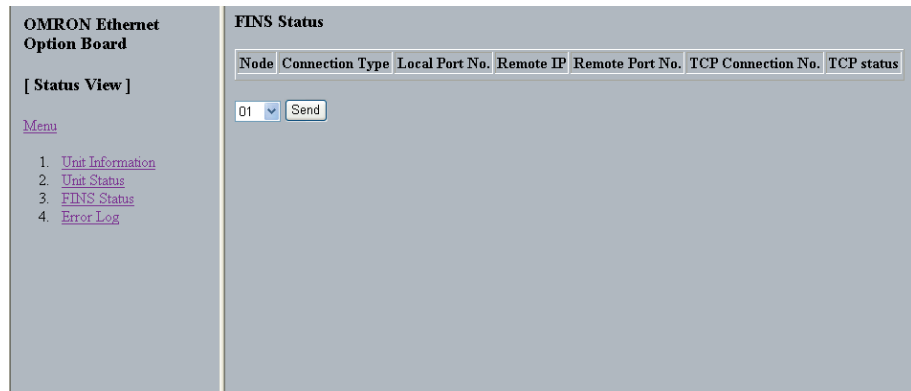 OMRON Ethernet
Option Board
[ Status View ]
Menu
1. Unit Information
2. Unit Status
3. FINS Status
4. Error Log
FINS Status
Node Connection Type Local Port No. Remote IP Remote Port No. TCP Connection No. TCP status
01 Send